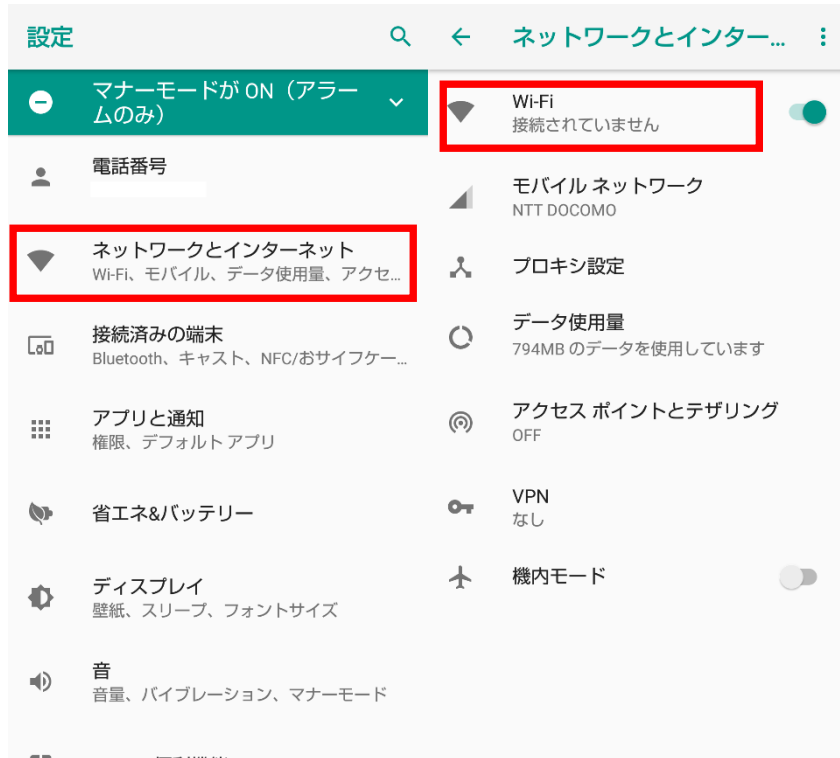 設定
マナーモードが ON（アラー
ムのみ）
電話番号
ネットワークとインターネット
Wi-Fi、モバイル、データ使用量、アクセ...
接続済みの端末
Bluetooth、キャスト、NFC/おサイフケー...
アプリと通知
権限、デフォルト アプリ
省エネ&バッテリー
ディスプレイ
壁紙、スリープ、フォントサイズ
音
音量、バイブレーション、マナーモード
ネットワークとインター...
Wi-Fi
接続されていません
モバイル ネットワーク
NTT DOCOMO
プロキシ設定
データ使用量
794MB のデータを使用しています
アクセス ポイントとテザリング
OFF
VPN
なし
機内モード